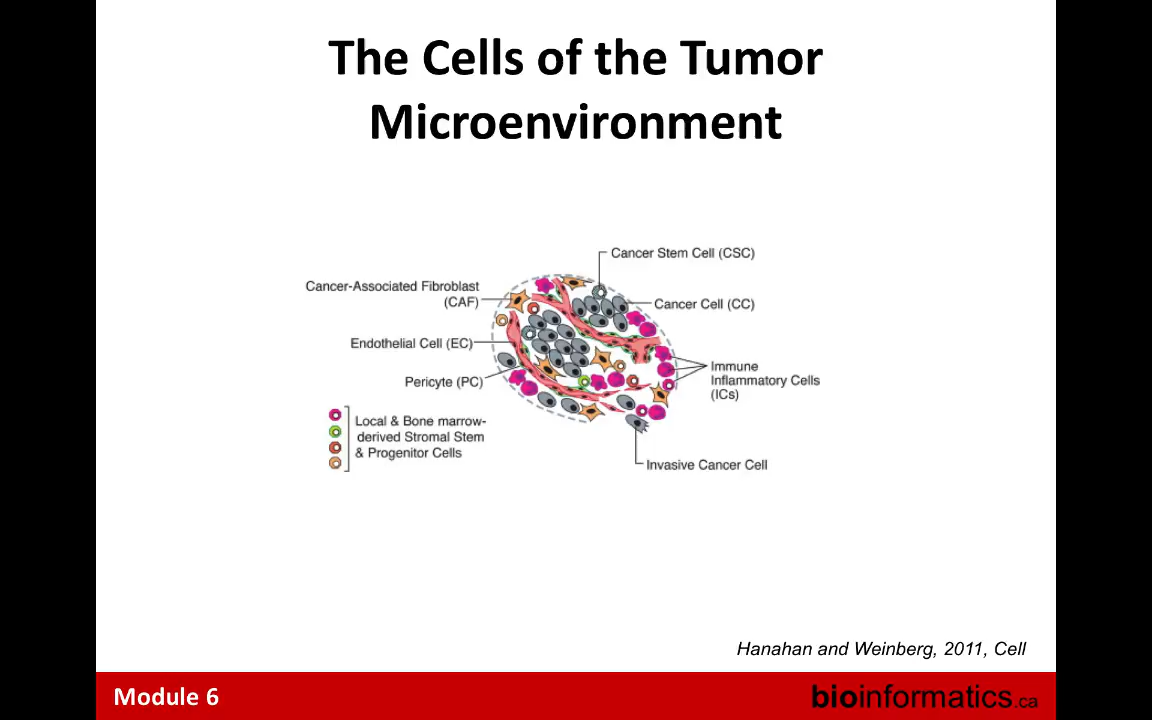 The Cells of the Tumor
Microenvironment
Cancer Stem Cell (CSC)
Cancer-Associated Fibroblast
(CAF)
Cancer Cell (CC)
Endothelial Cell (EC)
Immune
Inflammatory Cells
(ICs)
Pericyte (PC)
Local & Bone marrow-
derived Stromal Stem
& Progenitor Cells
Invasive Cancer Cell
Hanahan and Weinberg, 2011, Cell
Module 6
bioinformatics.ca